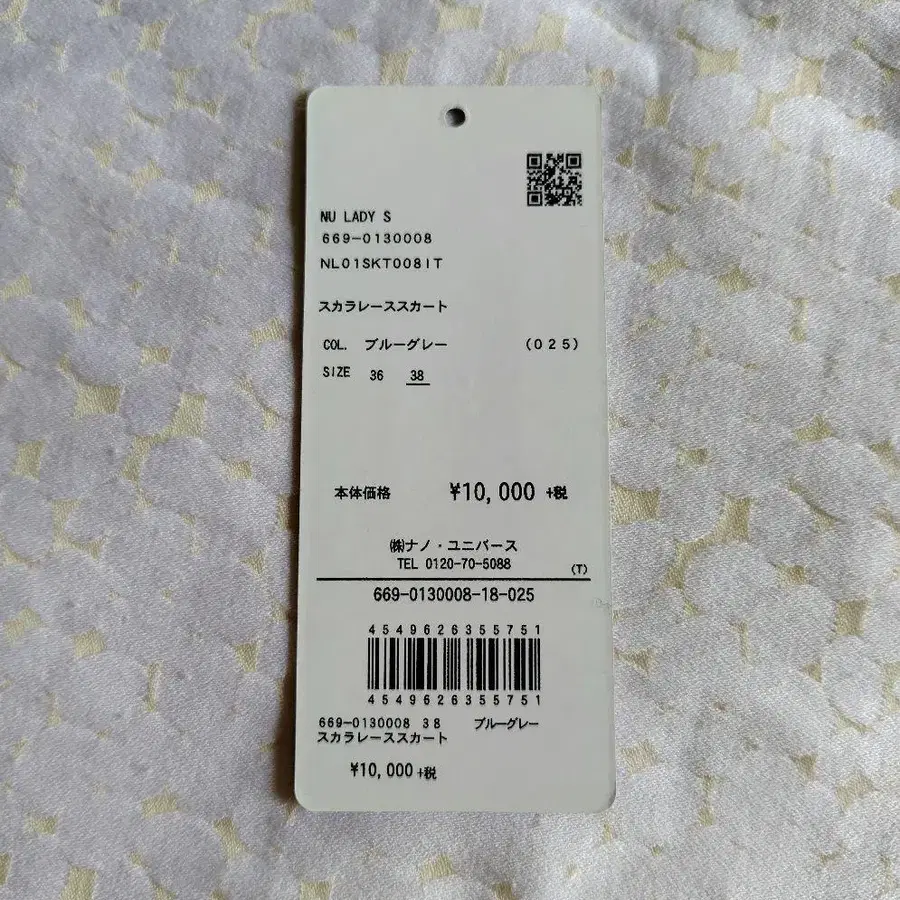 NU LADY S
669-0130008
NL01SKT008IT
スカラレーススカート
COL. ブルーグレー (025)
SIZE 36 38
本体価格 ¥10,000 +税
㈱ナノ・ユニバース
TEL 0120-70-5088
(T)
669-0130008-18-025
4549626355751
4549626355751
669-0130008 38 ブルーグレー
スカラレーススカート
¥10,000 +税